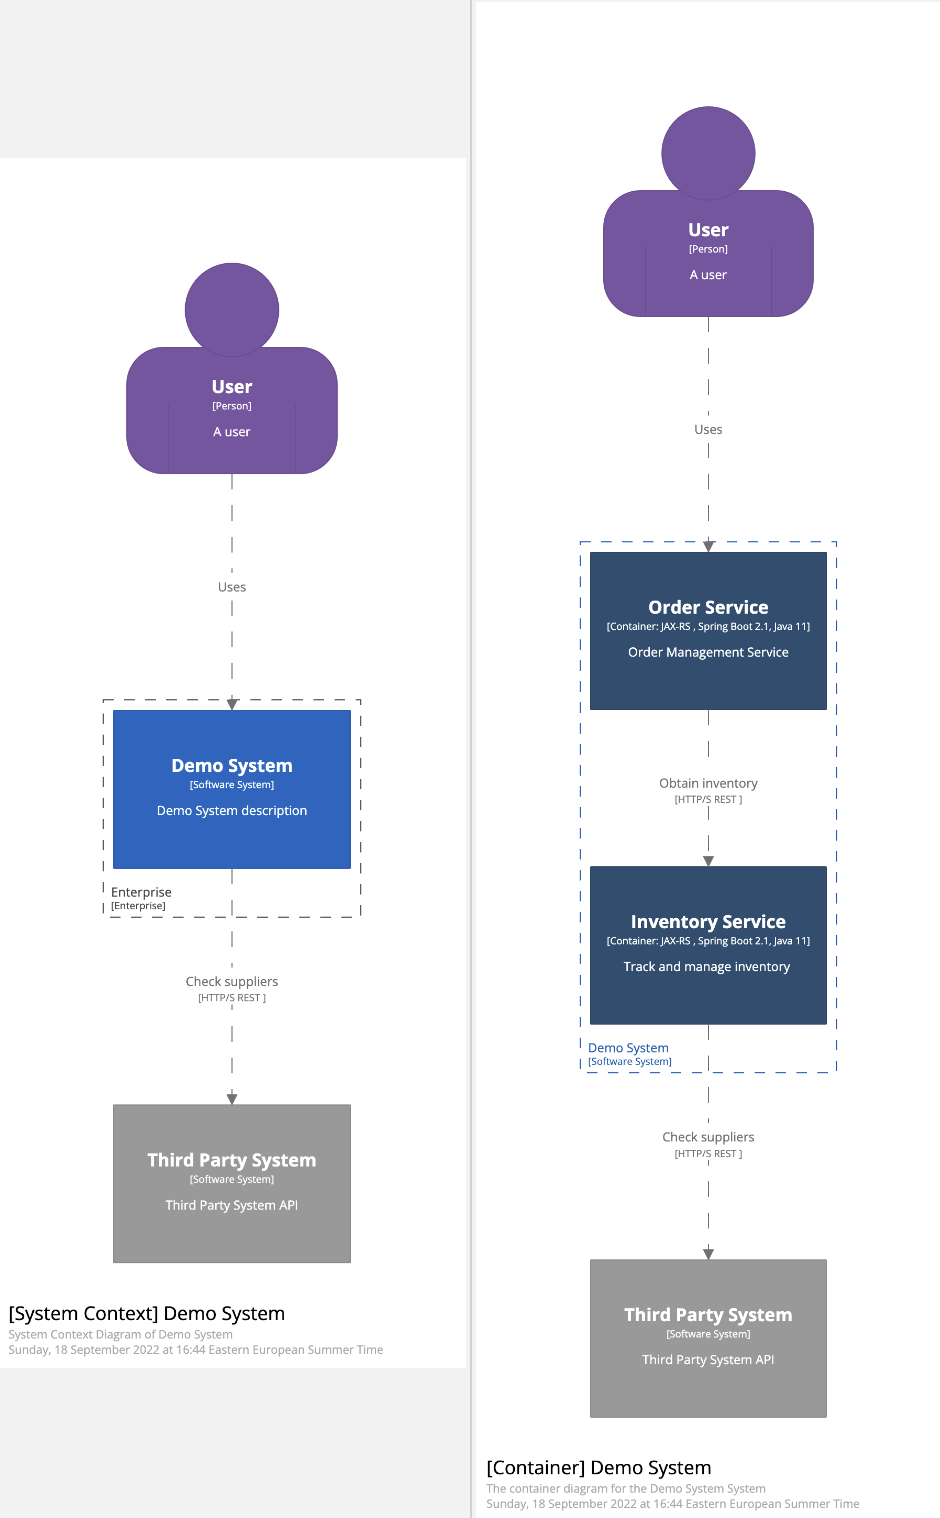 User
[Person]
A user
Uses
Demo System
[Software System]
Demo System description
Enterprise
[Enterprise]
Check suppliers
[HTTP/S REST ]
Third Party System
[Software System]
Third Party System API
[System Context] Demo System
System Context Diagram of Demo System
Sunday, 18 September 2022 at 16:44 Eastern European Summer Time
User
[Person]
A user
Uses
Order Service
[Container: JAX-RS , Spring Boot 2.1, Java 11]
Order Management Service
Obtain inventory
[HTTP/S REST ]
Inventory Service
[Container: JAX-RS , Spring Boot 2.1, Java 11]
Track and manage inventory
Demo System
[Software System]
Check suppliers
[HTTP/S REST ]
Third Party System
[Software System]
Third Party System API
[Container] Demo System
The container diagram for the Demo System System
Sunday, 18 September 2022 at 16:44 Eastern European Summer Time